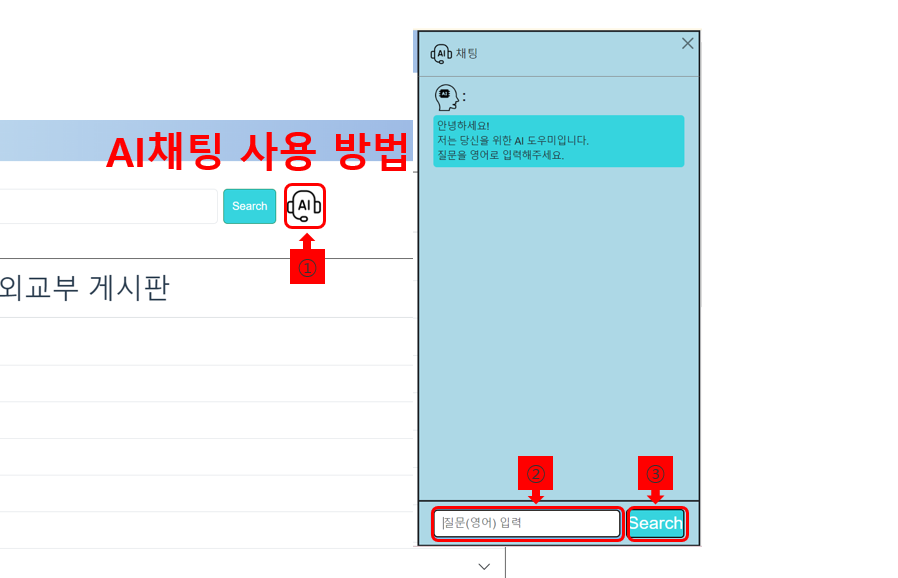 AI채팅 사용 방법
Search
AI
①
외교부 게시판
AI 채팅
AI :
안녕하세요!
저는 당신을 위한 AI 도우미입니다.
질문을 영어로 입력해주세요.
②
③
질문(영어) 입력
Search